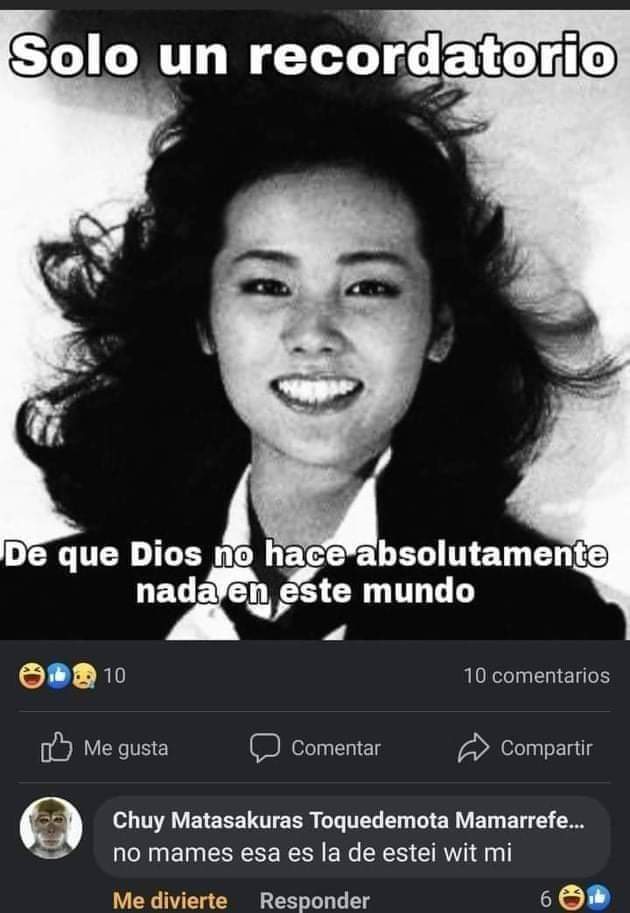 Solo un recordatorio
De que Dios no hace absolutamente
nada en este mundo
10
10 comentarios
Me gusta
Comentar
Compartir
Chuy Matasakuras Toquedemota Mamarrefe...
no mames esa es la de estei wit mi
Me divierte
Responder
6